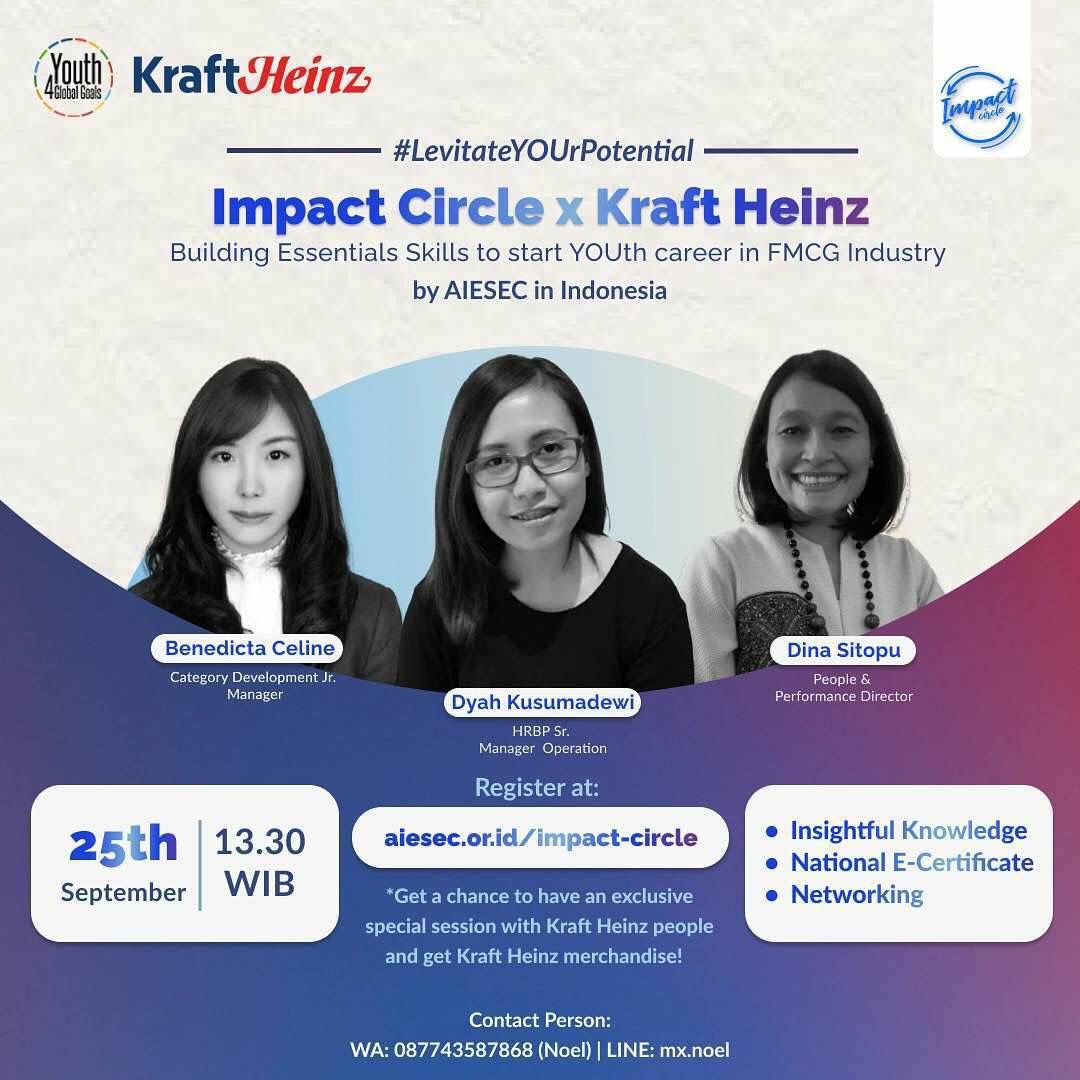 Youth
4Global Goals
KraftHeinz
Impact
circle
#LevitateYOUrPotential
Impact Circle x Kraft Heinz
Building Essentials Skills to start YOUth career in FMCG Industry
by AIESEC in Indonesia
Benedicta Celine
Category Development Jr.
Manager
Dyah Kusumadewi
HRBP Sr.
Manager Operation
Dina Sitopu
People &
Performance Director
25th
September
13.30
WIB
Register at:
aiesec.or.id/impact-circle
*Get a chance to have an exclusive
special session with Kraft Heinz people
and get Kraft Heinz merchandise!
• Insightful Knowledge
• National E-Certificate
• Networking
Contact Person:
WA: 087743587868 (Noel) | LINE: mx.noel